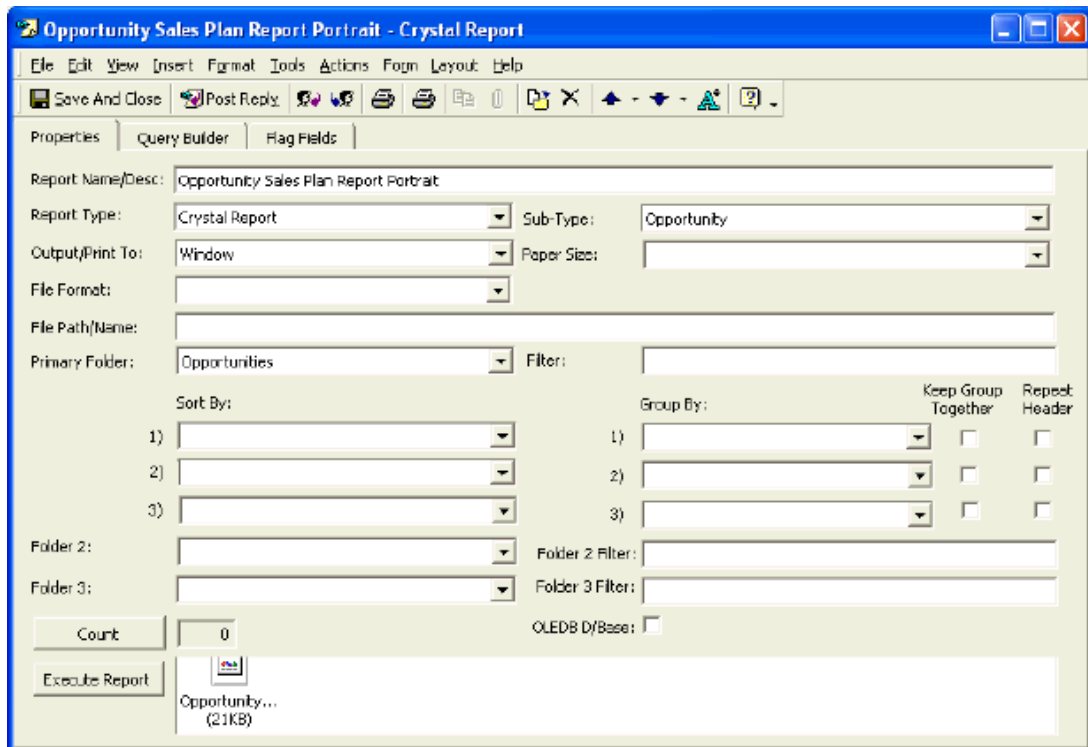 Opportunity Sales Plan Report Portrait - Crystal Report
File Edit View Insert Format Tools Actions Form Layout Help
Save And Close Post Reply
Properties Query Builder Flag Fields
Report Name/Desc: Opportunity Sales Plan Report Portrait
Report Type: Crystal Report Sub-Type: Opportunity
Output/Print To: Window Paper Size:
File Format:
File Path/Name:
Primary Folder: Opportunities Filter:
Sort By: Group By: Keep Group Together Repeat Header
1) 1)
2) 2)
3) 3)
Folder 2: Folder 2 Filter:
Folder 3: Folder 3 Filter:
Count 0 OLEDB D/Base:
Execute Report
Opportunity...
(21KB)